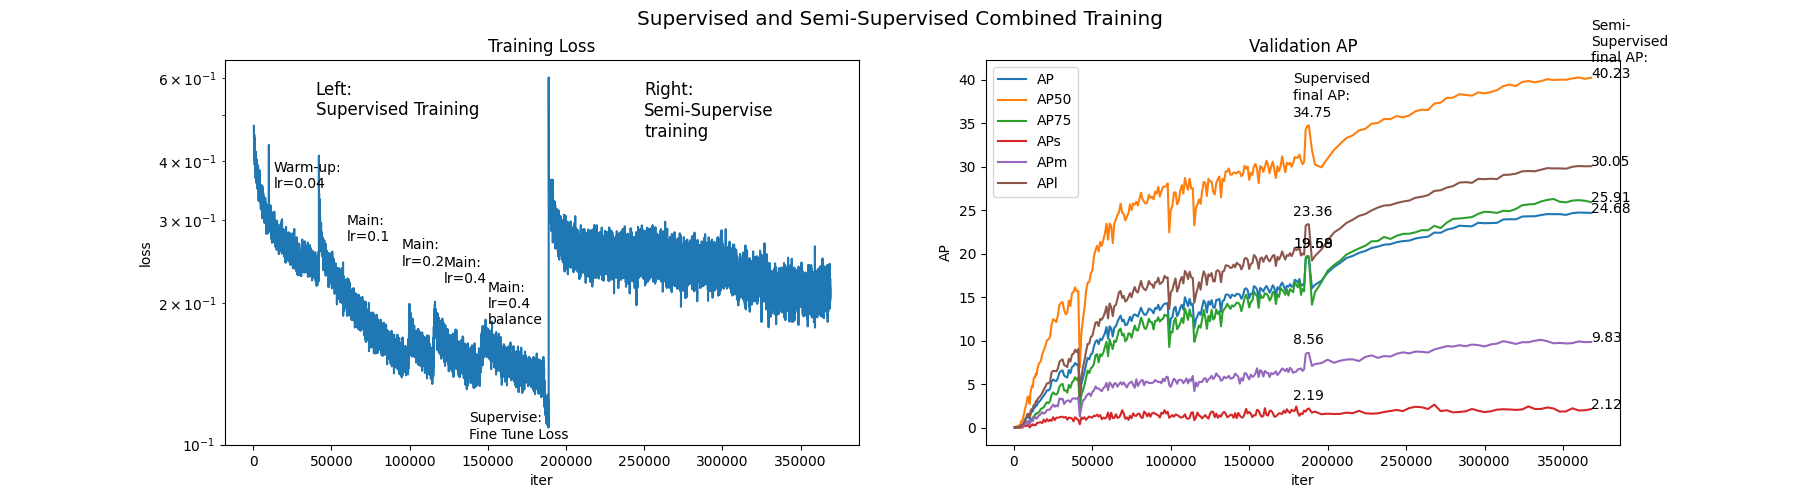 Supervised and Semi-Supervised Combined Training
Training Loss
6 × 10⁻¹
4 × 10⁻¹
3 × 10⁻¹
2 × 10⁻¹
10⁻¹
loss
Left:
Supervised Training
Right:
Semi-Supervise
training
Warm-up:
lr=0.04
Main:
lr=0.1
Main:
lr=0.2
Main:
lr=0.4
Main:
lr=0.4
balance
Supervise:
Fine Tune Loss
0 50000 100000 150000 200000 250000 300000 350000
iter
Validation AP
40
35
30
25
20
15
10
5
0
AP
AP
AP50
AP75
APs
APm
APl
Supervised
final AP:
34.75
23.36
8.56
2.19
Semi-
Supervised
final AP:
40.23
30.05
25.91
24.68
9.83
2.12
0 50000 100000 150000 200000 250000 300000 350000
iter